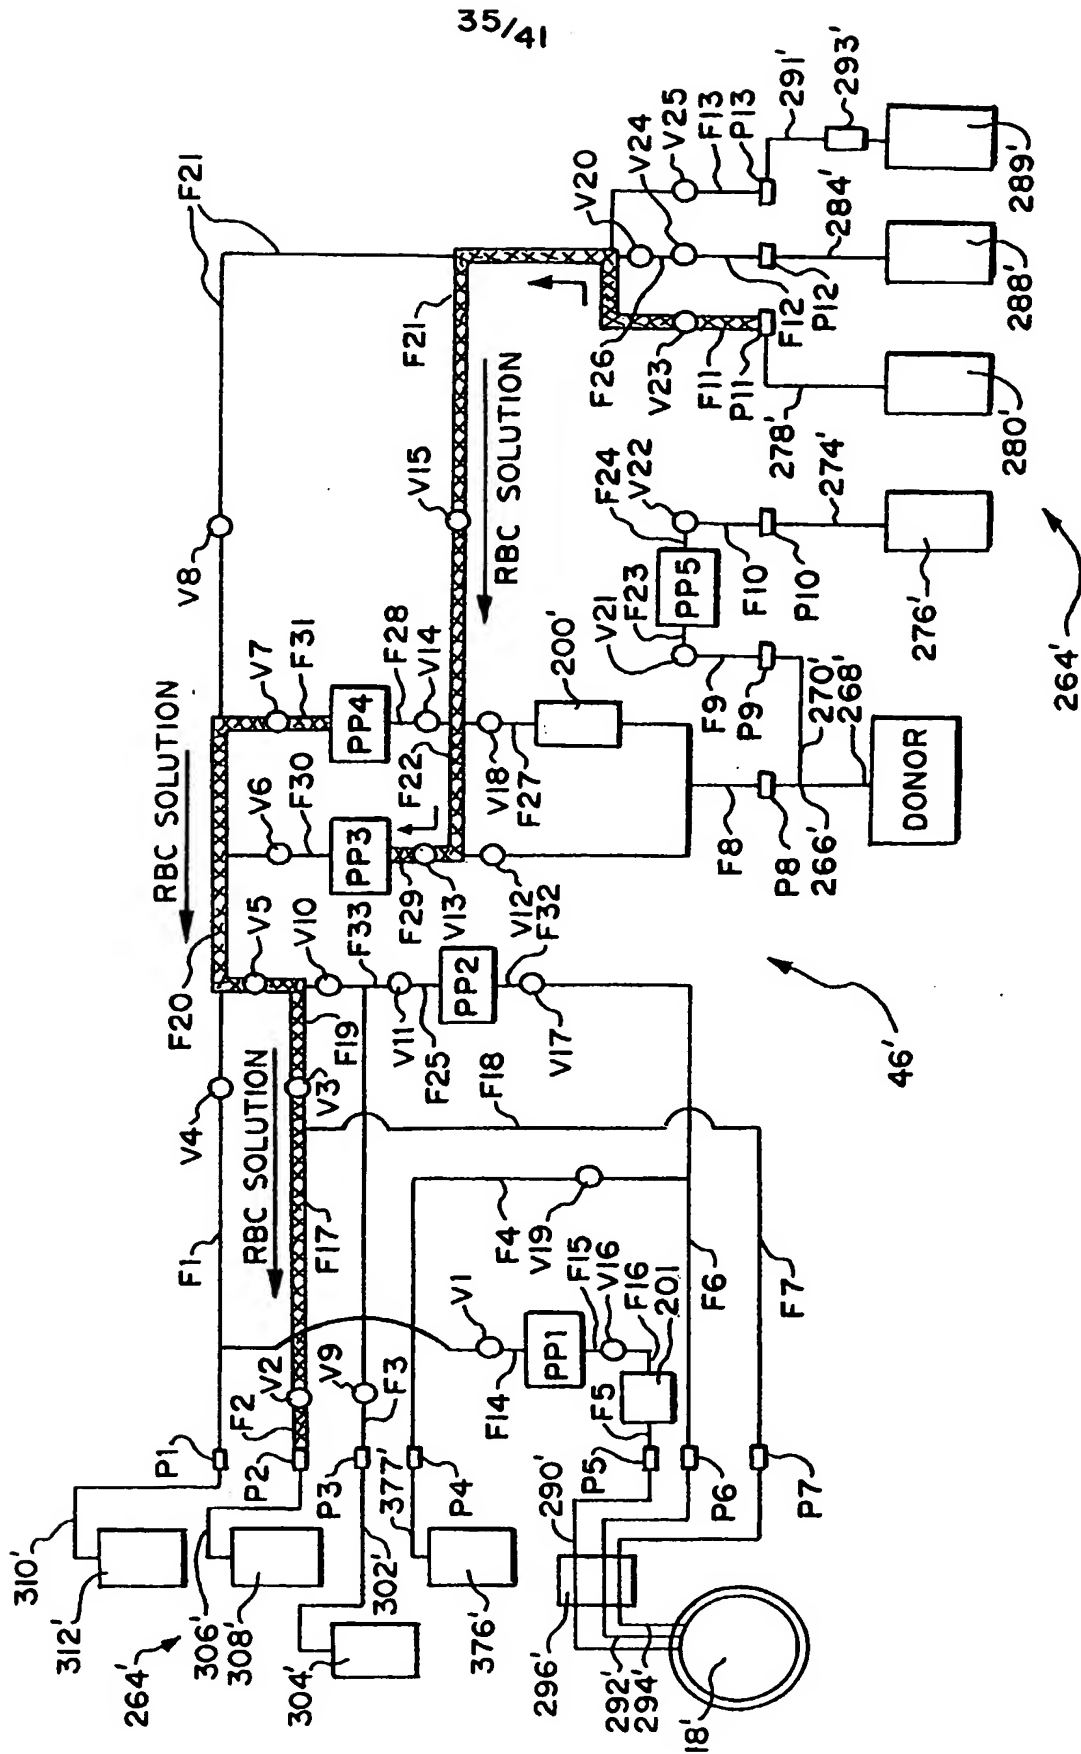 35/41
F21
V8
RBC SOLUTION
V7
F31
V6
F30
PP4
F28
V14
F21
V15
RBC SOLUTION
F22
PP3
F29
V13
V18
F27
V12
F32
200'
F20
V5
V10
F33
V11
F25
PP2
V17
F19
V3
V4
F1
RBC SOLUTION
F17
F18
F4
V19
V1
F14
PP1
F15
V16
F16
201
F5
F6
F7
V2
F2
V9
F3
P1
P2
P3
P4
P5
P6
P7
310'
312'
264'
306'
308'
304'
302'
377'
376'
290'
296'
292'
294'
18'
V20
V24
V25
F13
P13
291'
293'
289'
F26
V23
F11
P11
F12
P12
284'
288'
278'
280'
F24
V22
PP5
F23
V21
F10
P10
274'
276'
F9
P9
270'
268'
F8
P8
266'
DONOR
46'
264'